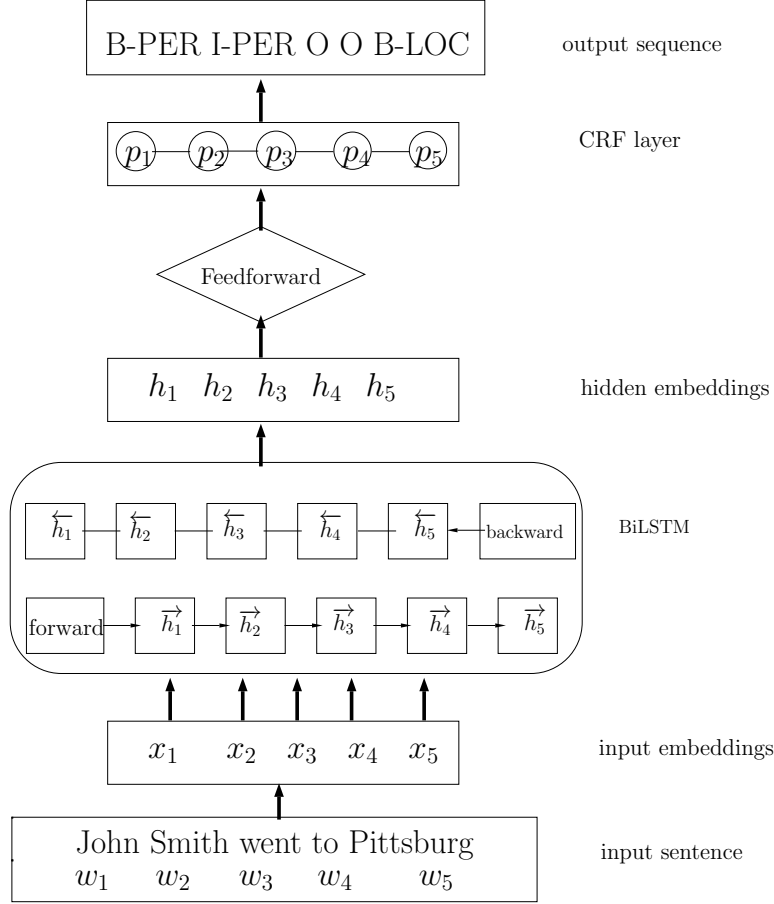 B-PER I-PER O O B-LOC output sequence
p₁ p₂ p₃ p₄ p₅ CRF layer
Feedforward
h₁ h₂ h₃ h₄ h₅ hidden embeddings
←h₁ ←h₂ ←h₃ ←h₄ ←h₅ backward BiLSTM
forward →h₁ →h₂ →h₃ →h₄ →h₅
x₁ x₂ x₃ x₄ x₅ input embeddings
John Smith went to Pittsburg input sentence
w₁ w₂ w₃ w₄ w₅